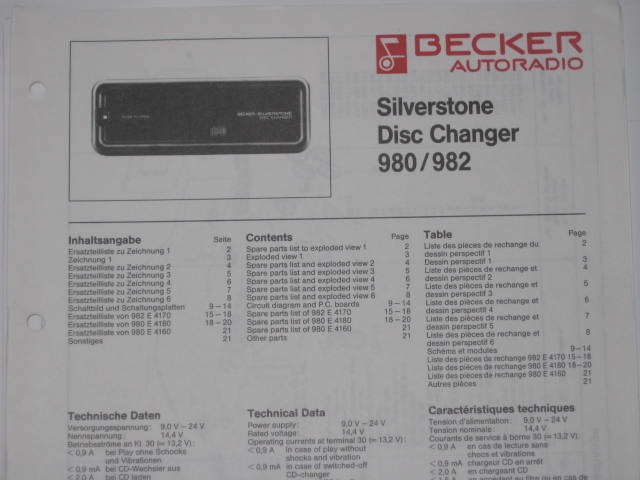 BECKER
AUTORADIO
BECKER-SILVERSTONE
DISC CHANGER
Silverstone
Disc Changer
980/982
Inhaltsangabe Seite
Ersatzteilliste zu Zeichnung 1 2
Zeichnung 1 3
Ersatzteilliste zu Zeichnung 2 4
Ersatzteilliste zu Zeichnung 3 5
Ersatzteilliste zu Zeichnung 4 6
Ersatzteilliste zu Zeichnung 5 7
Ersatzteilliste zu Zeichnung 6 8
Schaltbild und Schaltungsplatten 9–14
Ersatzteilliste von 982 E 4170 15–18
Ersatzteilliste von 980 E 4180 18–20
Ersatzteilliste von 980 E 4160 21
Sonstiges 21
Contents Page
Spare parts list to exploded view 1 2
Exploded view 1 3
Spare parts list and exploded view 2 4
Spare parts list and exploded view 3 5
Spare parts list and exploded view 4 6
Spare parts list and exploded view 5 7
Spare parts list and exploded view 6 8
Circuit diagram and P.C. boards 9–14
Spare parts list of 982 E 4170 15–18
Spare parts list of 980 E 4180 18–20
Spare parts list of 980 E 4160 21
Other parts 21
Table Page
Liste des pièces de rechange du 2
dessin perspectif 1
Dessin perspectif 1 3
Liste des pièces de rechange et 4
dessin perspectif 2
Liste des pièces de rechange et 5
dessin perspectif 3
Liste des pièces de rechange et 6
dessin perspectif 4
Liste des pièces de rechange et 7
dessin perspectif 5
Liste des pièces de rechange et 8
dessin perspectif 6
Schéma et modules 9–14
Liste des pièces de rechange 982 E 4170 15–18
Liste des pièces de rechange 980 E 4180 18–20
Liste des pièces de rechange 980 E 4160 21
Autres pièces 21
Technische Daten
Versorgungsspannung: 9,0 V – 24 V
Nennspannung: 14,4 V
Betriebsströme an Kl. 30 (= 13,2 V):
< 0,9 A bei Play ohne Schocks
und Vibrationen
< 0,9 mA bei CD-Wechsler aus
< 2,0 A bei CD laden
Technical Data
Power supply: 9,0 V – 24 V
Rated voltage: 14,4 V
Operating currents at terminal 30 (= 13,2 V):
< 0,9 A in case of play without
shocks and vibration
< 0,9 mA in case of switched-off
CD-changer
Caractéristiques techniques
Tension d'alimentation: 9,0 V – 24 V
Tension nominale: 14,4 V
Courants de service à borne 30 (= 13,2 V):
< 0,9 A en cas de lecture sans
chocs et vibrations
< 0,9 mA chargeur CD en arrêt
< 2,0 A en chargeant CD